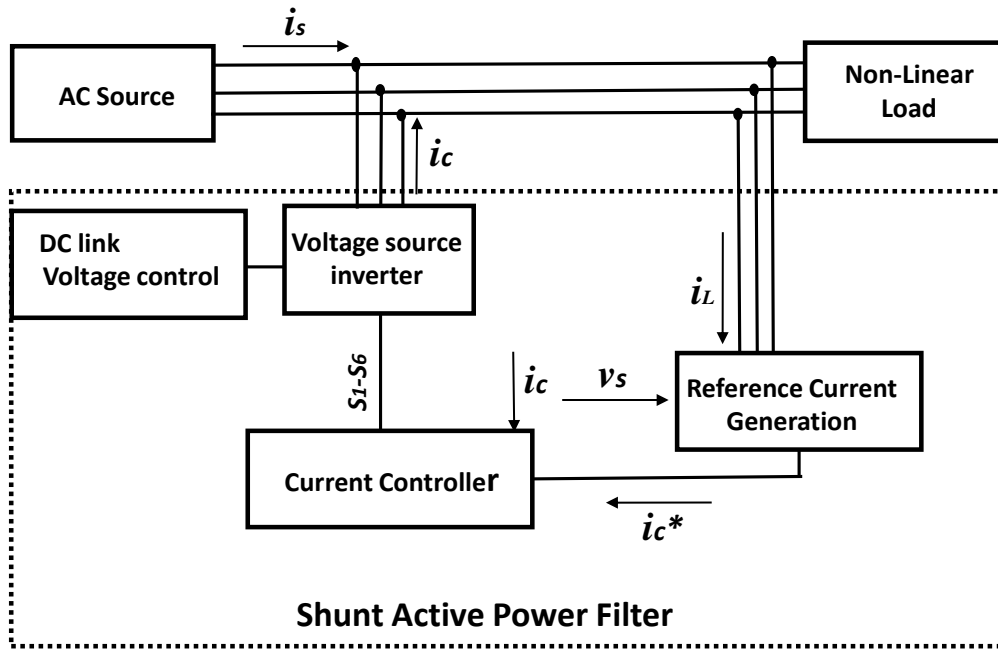 is
AC Source
Non-Linear
Load
ic
DC link
Voltage control
Voltage source
inverter
iL
S1-S6
ic
vs
Reference Current
Generation
Current Controller
ic*
Shunt Active Power Filter